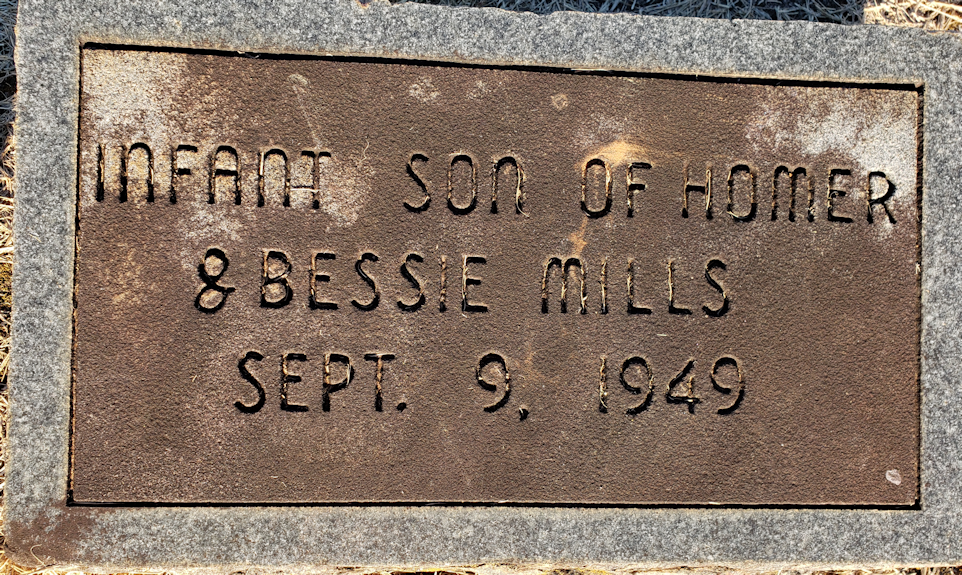 INFANT SON OF HOMER
& BESSIE MILLS
SEPT. 9, 1949